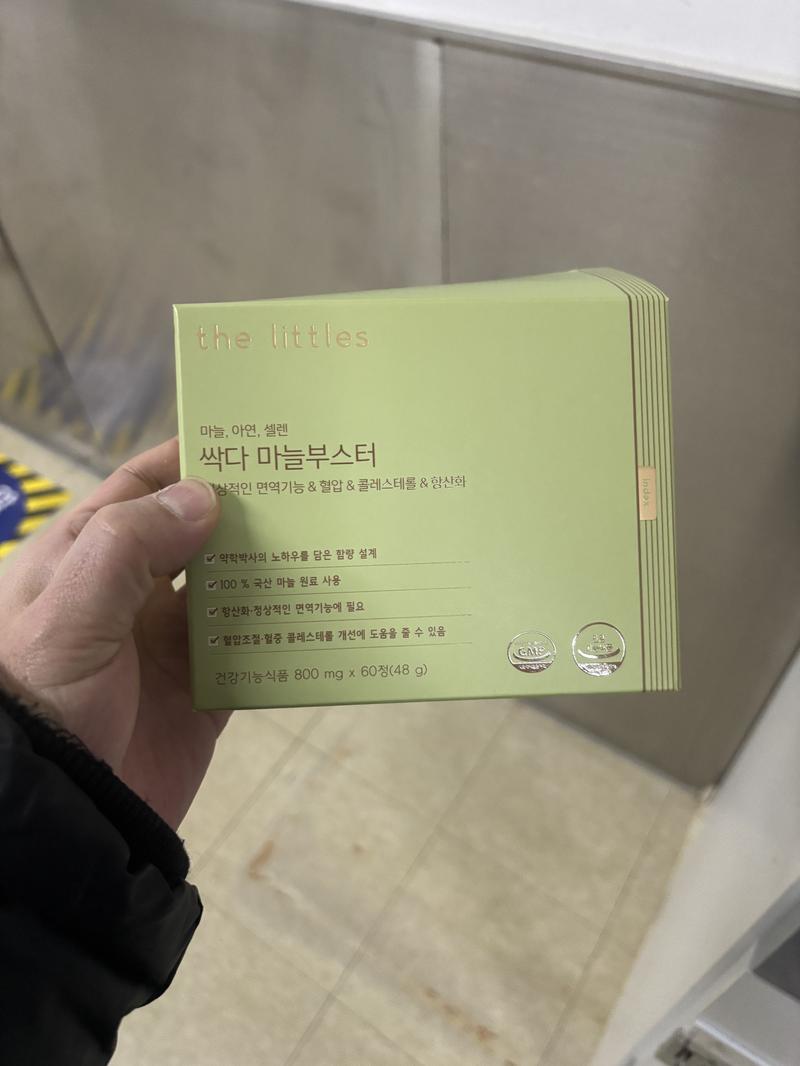 the littles
마늘, 아연, 셀렌
싹다 마늘부스터
면역기능 & 혈압 & 콜레스테롤 & 항산화
약학박사의 노하우를 담은 함량 설계
100 % 국산 마늘 원료 사용
항산화·정상적인 면역기능에 필요
혈압조절·혈중 콜레스테롤 개선에 도움을 줄 수 있음
건강기능식품 800 mg x 60정(48 g)
GMP
index